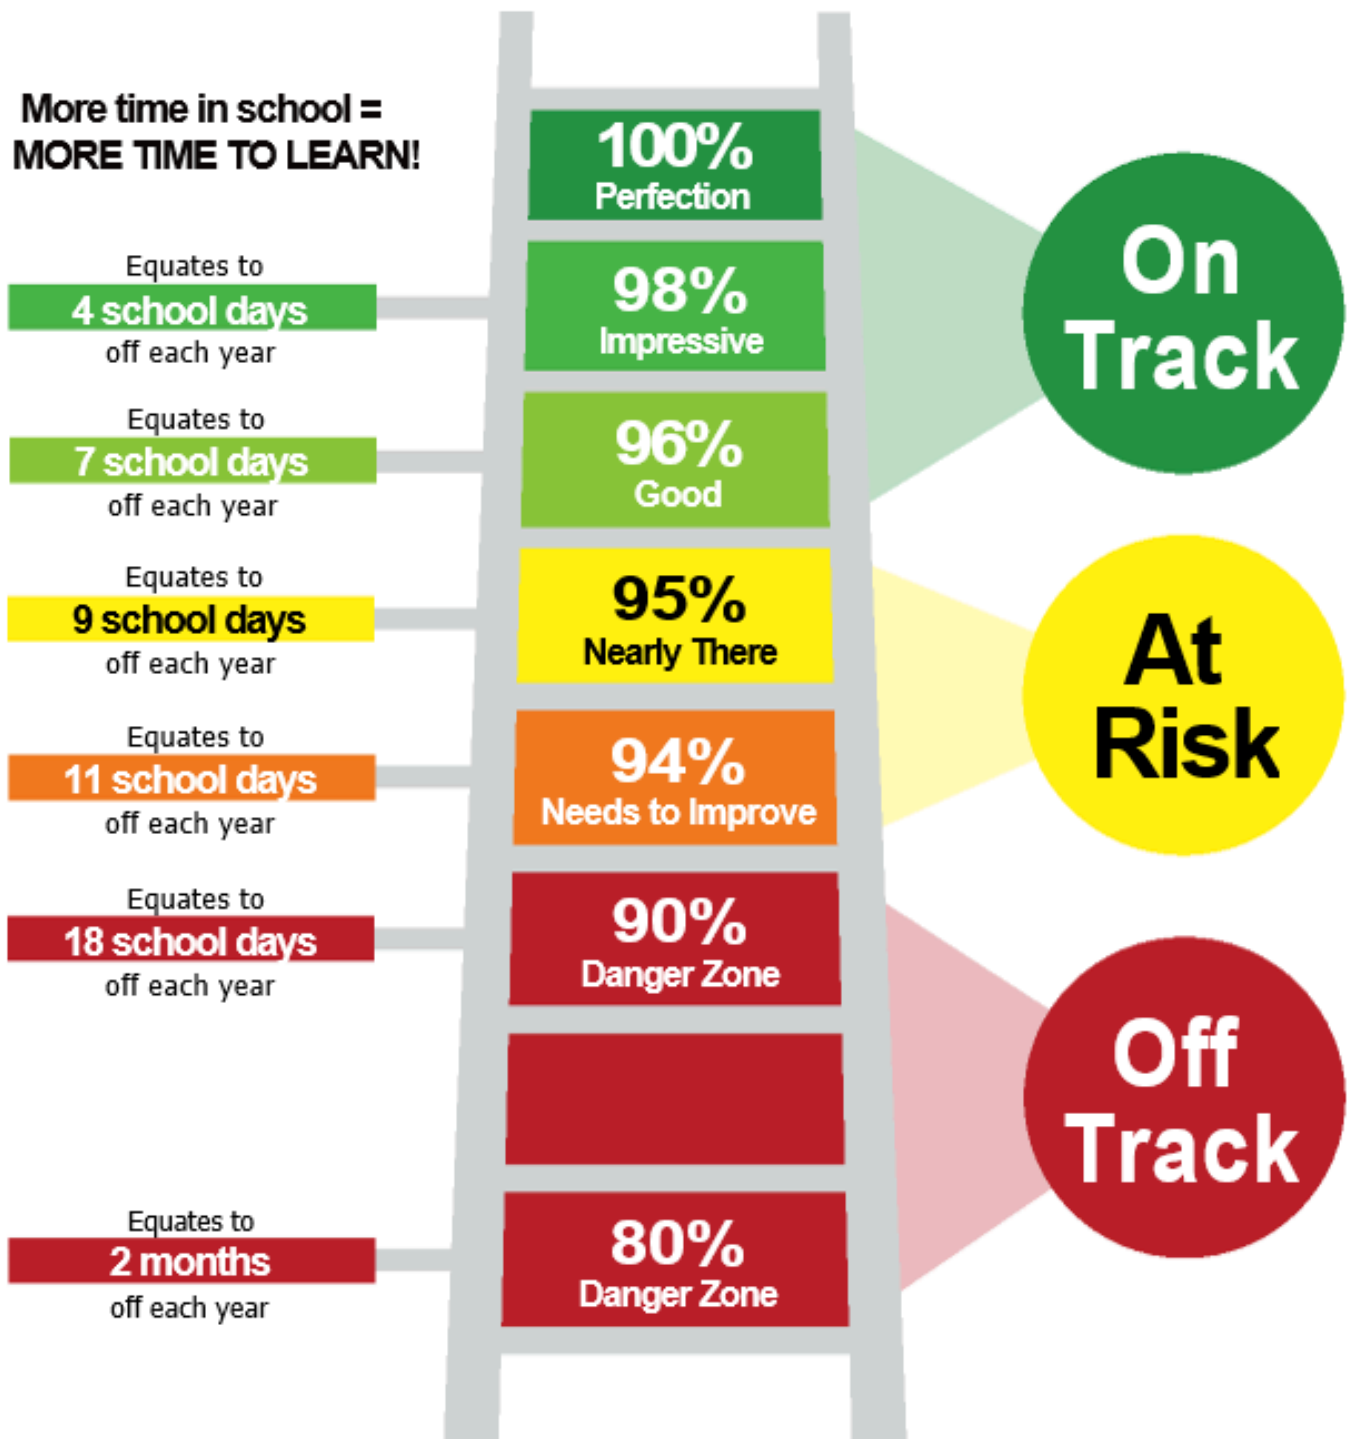 More time in school =
MORE TIME TO LEARN!
100%
Perfection
Equates to
4 school days
off each year
98%
Impressive
On
Track
Equates to
7 school days
off each year
96%
Good
Equates to
9 school days
off each year
95%
Nearly There
At
Risk
Equates to
11 school days
off each year
94%
Needs to Improve
Equates to
18 school days
off each year
90%
Danger Zone
Off
Track
Equates to
2 months
off each year
80%
Danger Zone